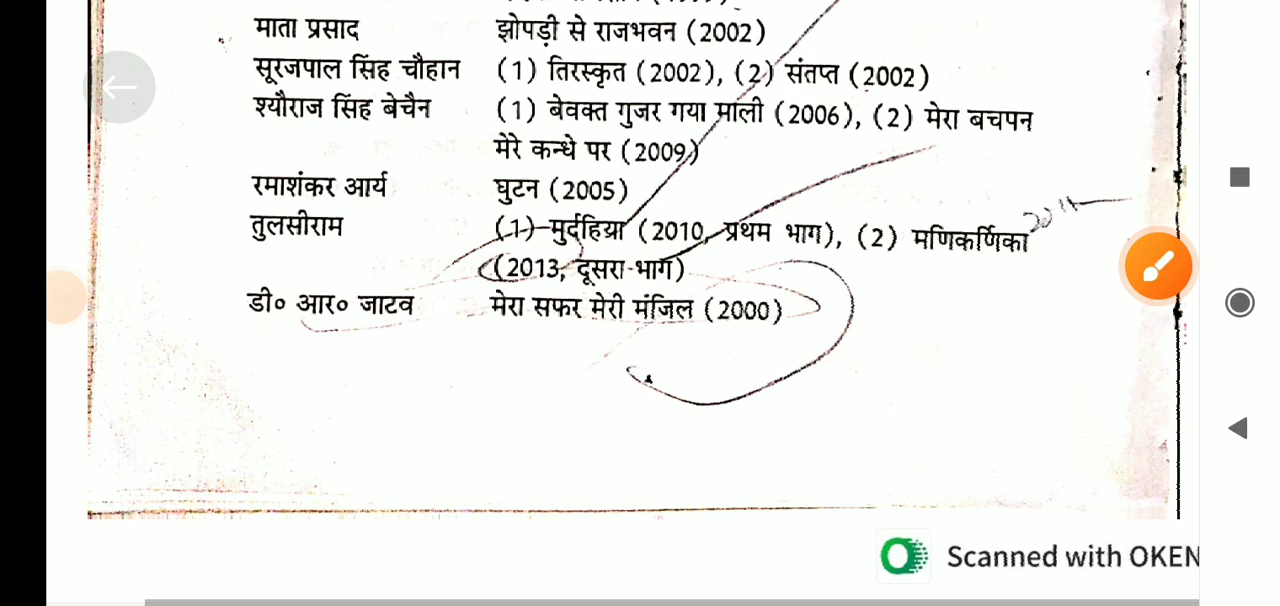 माता प्रसाद झोपड़ी से राजभवन (2002)
सूरजपाल सिंह चौहान (1) तिरस्कृत (2002), (2) संतप्त (2002)
श्यौराज सिंह बेचैन (1) बेवक्त गुजर गया माली (2006), (2) मेरा बचपन
मेरे कन्धे पर (2009)
रमाशंकर आर्य घुटन (2005)
तुलसीराम (1) मुर्दहिया (2010, प्रथम भाग), (2) मणिकर्णिका
(2013, दूसरा भाग)
डी० आर० जाटव मेरा सफर मेरी मंजिल (2000)
Scanned with OKEN